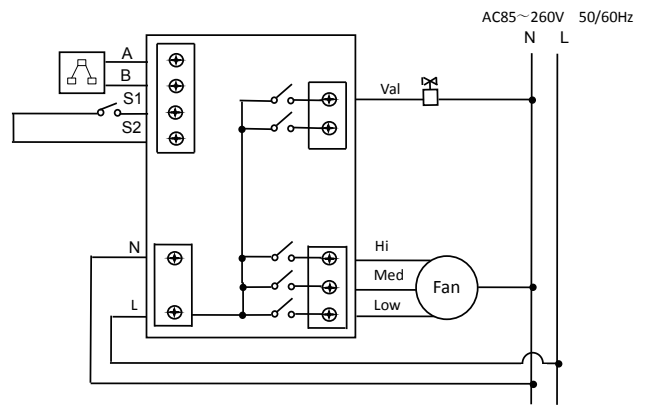 AC85～260V 50/60Hz
N L
A
B
S1
S2
Val
N
L
Hi
Med
Low
Fan